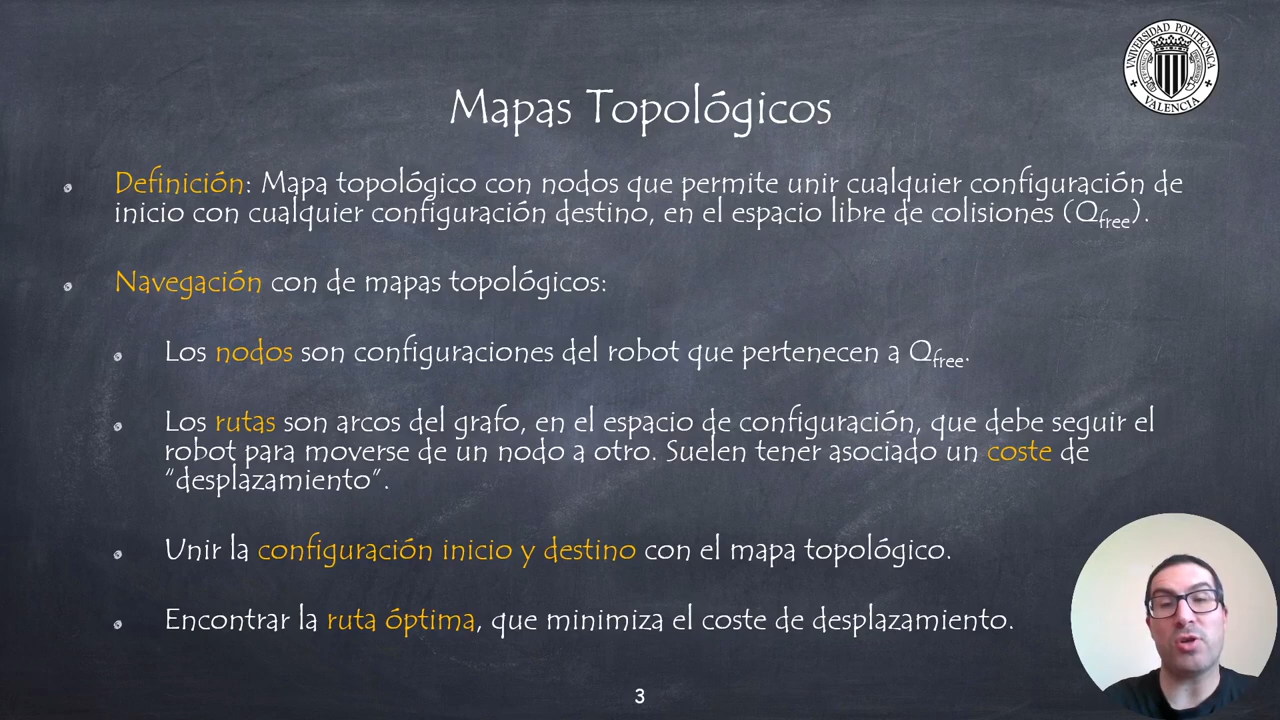 UNIVERSIDAD POLITECNICA
VALENCIA
Mapas Topológicos
Definición: Mapa topológico con nodos que permite unir cualquier configuración de
inicio con cualquier configuración destino, en el espacio libre de colisiones (Qfree).
Navegación con de mapas topológicos:
Los nodos son configuraciones del robot que pertenecen a Qfree.
Los rutas son arcos del grafo, en el espacio de configuración, que debe seguir el
robot para moverse de un nodo a otro. Suelen tener asociado un coste de
“desplazamiento”.
Unir la configuración inicio y destino con el mapa topológico.
Encontrar la ruta óptima, que minimiza el coste de desplazamiento.
3